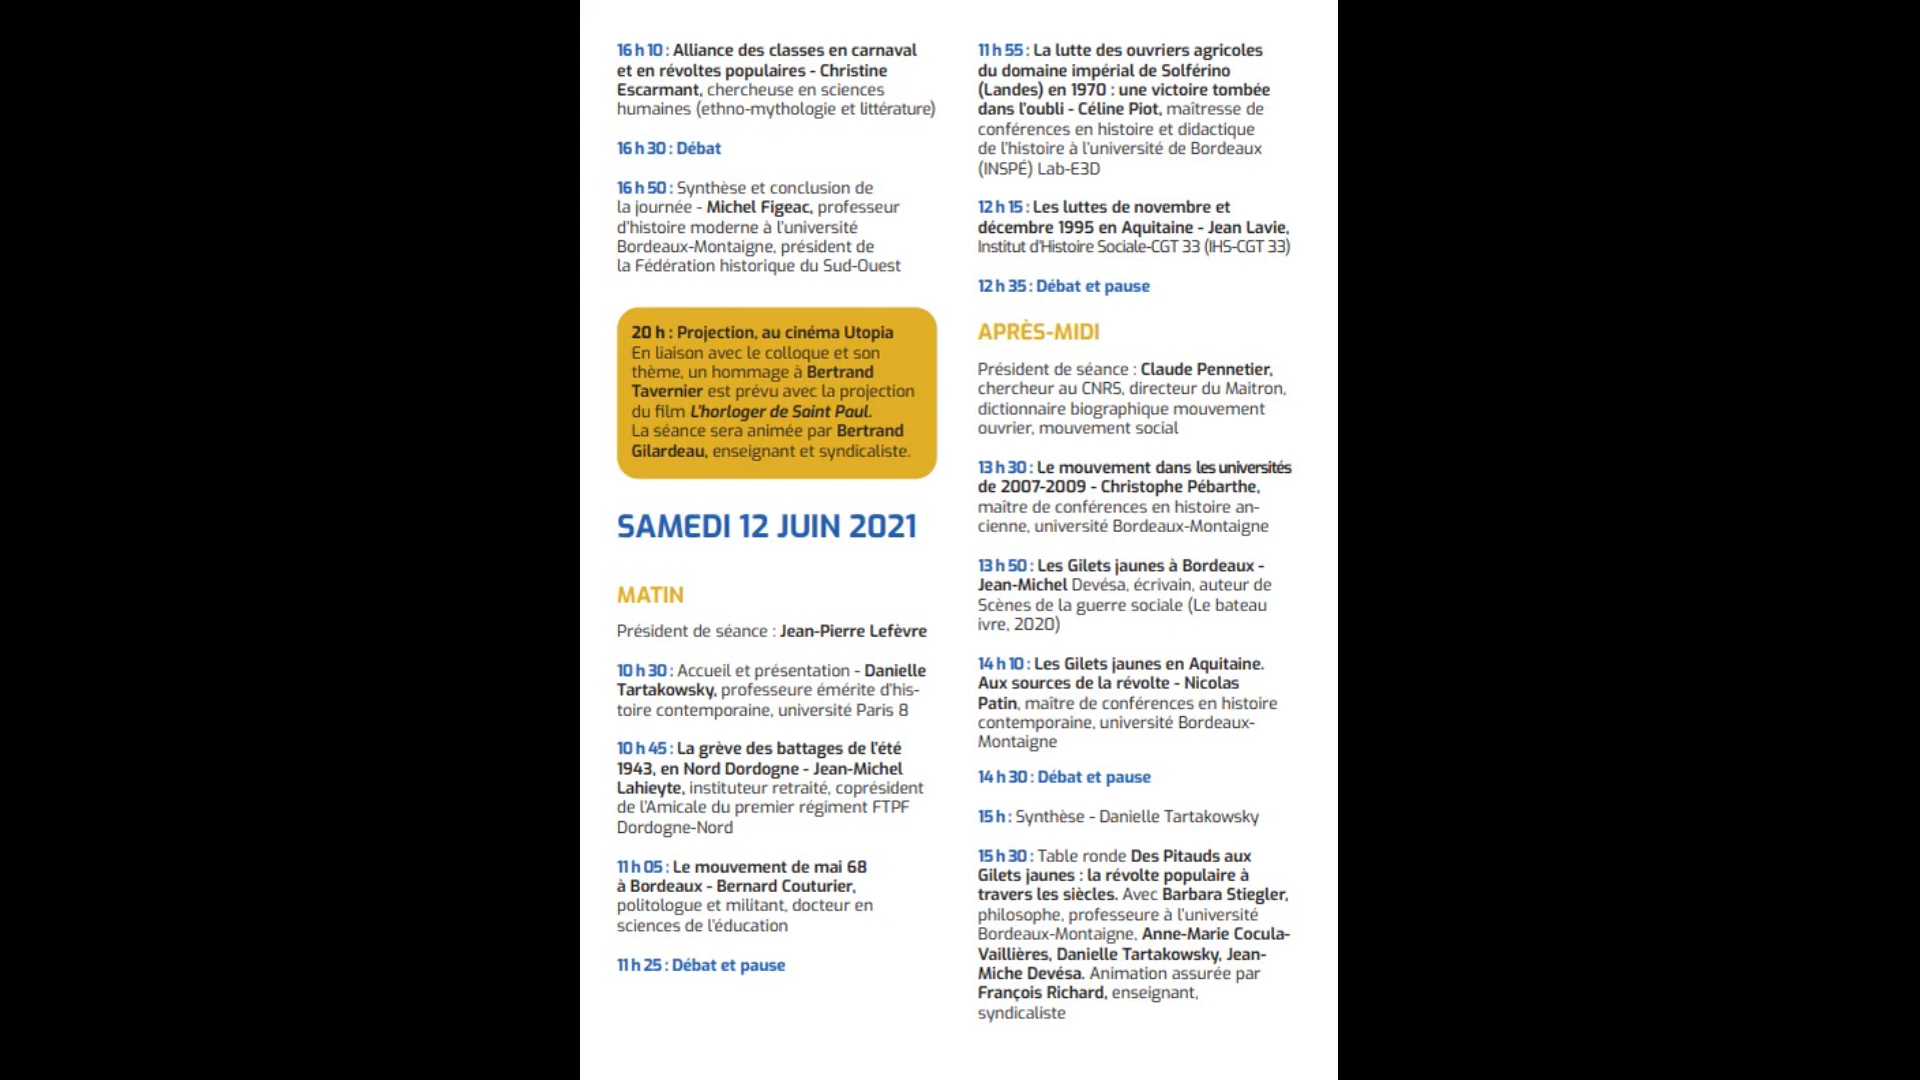 16 h 10 : Alliance des classes en carnaval
et en révoltes populaires - Christine
Escarmant, chercheuse en sciences
humaines (ethno-mythologie et littérature)
16 h 30 : Débat
16 h 50 : Synthèse et conclusion de
la journée - Michel Figeac, professeur
d'histoire moderne à l'université
Bordeaux-Montaigne, président de
la Fédération historique du Sud-Ouest
20 h : Projection, au cinéma Utopia
En liaison avec le colloque et son
thème, un hommage à Bertrand
Tavernier est prévu avec la projection
du film L'horloger de Saint Paul.
La séance sera animée par Bertrand
Gilardeau, enseignant et syndicaliste.
SAMEDI 12 JUIN 2021
MATIN
Président de séance : Jean-Pierre Lefèvre
10 h 30 : Accueil et présentation - Danielle
Tartakowsky, professeure émérite d'his-
toire contemporaine, université Paris 8
10 h 45 : La grève des battages de l'été
1943, en Nord Dordogne - Jean-Michel
Lahieyte, instituteur retraité, coprésident
de l'Amicale du premier régiment FTPF
Dordogne-Nord
11 h 05 : Le mouvement de mai 68
à Bordeaux - Bernard Couturier,
politologue et militant, docteur en
sciences de l'éducation
11 h 25 : Débat et pause
11 h 55 : La lutte des ouvriers agricoles
du domaine impérial de Solférino
(Landes) en 1970 : une victoire tombée
dans l'oubli - Céline Piot, maîtresse de
conférences en histoire et didactique
de l'histoire à l'université de Bordeaux
(INSPÉ) Lab-E3D
12 h 15 : Les luttes de novembre et
décembre 1995 en Aquitaine - Jean Lavie,
Institut d'Histoire Sociale-CGT 33 (IHS-CGT 33)
12 h 35 : Débat et pause
APRÈS-MIDI
Président de séance : Claude Pennetier,
chercheur au CNRS, directeur du Maitron,
dictionnaire biographique mouvement
ouvrier, mouvement social
13 h 30 : Le mouvement dans les universités
de 2007-2009 - Christophe Pébarthe,
maître de conférences en histoire an-
cienne, université Bordeaux-Montaigne
13 h 50 : Les Gilets jaunes à Bordeaux -
Jean-Michel Devésa, écrivain, auteur de
Scènes de la guerre sociale (Le bateau
ivre, 2020)
14 h 10 : Les Gilets jaunes en Aquitaine.
Aux sources de la révolte - Nicolas
Patin, maître de conférences en histoire
contemporaine, université Bordeaux-
Montaigne
14 h 30 : Débat et pause
15 h : Synthèse - Danielle Tartakowsky
15 h 30 : Table ronde Des Pitauds aux
Gilets jaunes : la révolte populaire à
travers les siècles. Avec Barbara Stiegler,
philosophe, professeure à l'université
Bordeaux-Montaigne, Anne-Marie Cocula-
Vaillières, Danielle Tartakowsky, Jean-
Miche Devésa. Animation assurée par
François Richard, enseignant,
syndicaliste